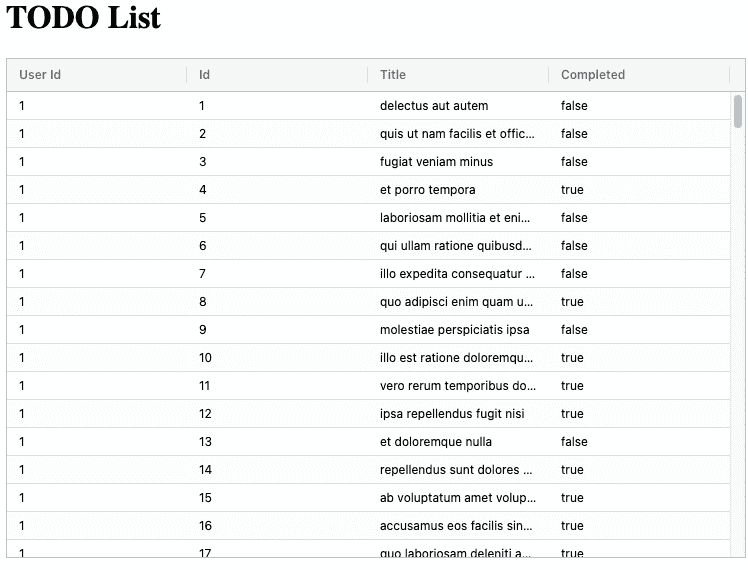 TODO List
User Id Id Title Completed
1 1 delectus aut autem false
1 2 quis ut nam facilis et offic... false
1 3 fugiat veniam minus false
1 4 et porro tempora true
1 5 laboriosam mollitia et eni... false
1 6 qui ullam ratione quibusd... false
1 7 illo expedita consequatur ... false
1 8 quo adipisci enim quam u... true
1 9 molestiae perspiciatis ipsa false
1 10 illo est ratione doloremqu... true
1 11 vero rerum temporibus do... true
1 12 ipsa repellendus fugit nisi true
1 13 et doloremque nulla false
1 14 repellendus sunt dolores ... true
1 15 ab voluptatum amet volup... true
1 16 accusamus eos facilis sin... true
1 17 quo laboriosam deleniti a... true